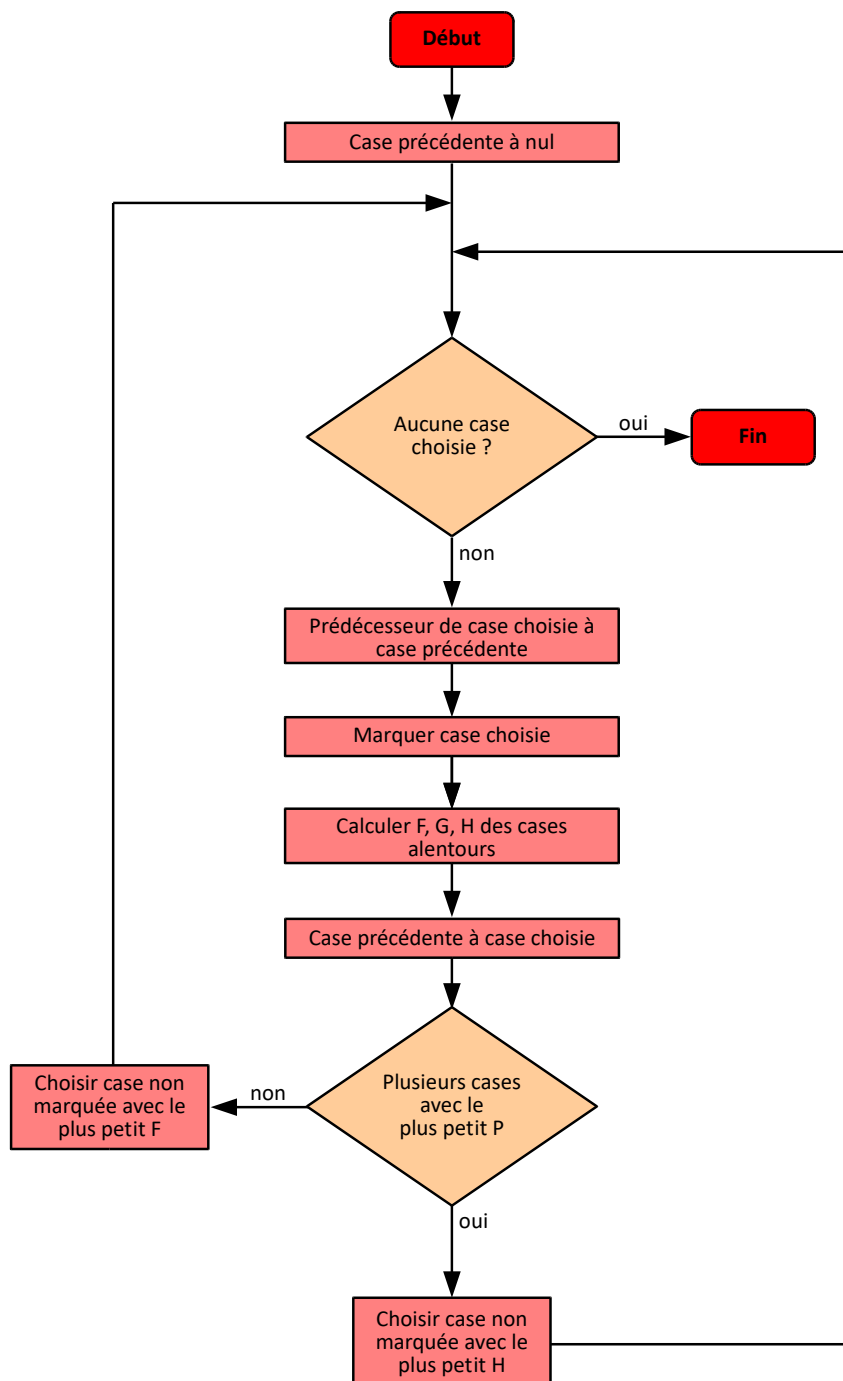 Début
Case précédente à nul
Aucune case
choisie ?
oui
Fin
non
Prédécesseur de case choisie à
case précédente
Marquer case choisie
Calculer F, G, H des cases
alentours
Case précédente à case choisie
Plusieurs cases
avec le
plus petit P
non
Choisir case non
marquée avec le
plus petit F
oui
Choisir case non
marquée avec le
plus petit H